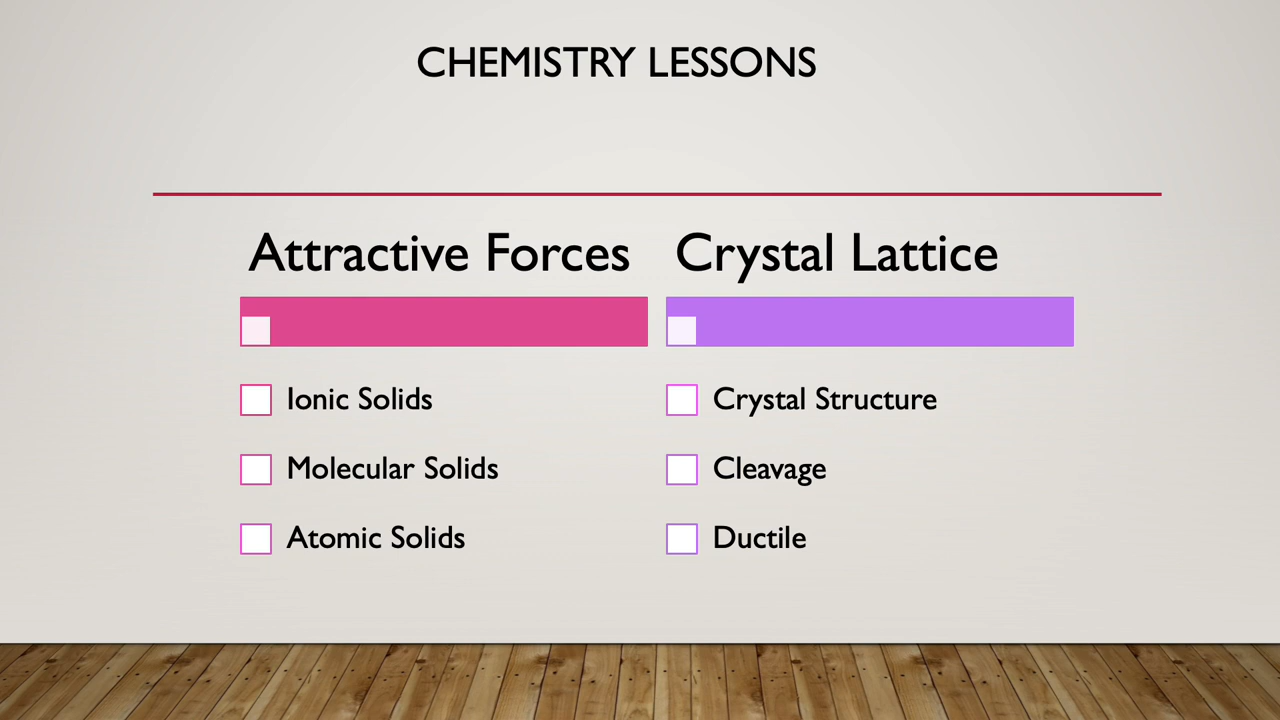 CHEMISTRY LESSONS
Attractive Forces
Ionic Solids
Molecular Solids
Atomic Solids
Crystal Lattice
Crystal Structure
Cleavage
Ductile